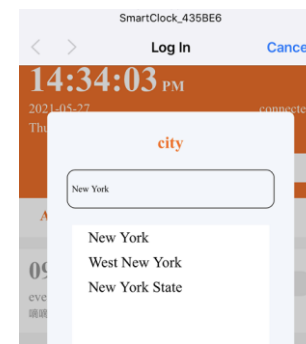 SmartClock_435BE6
Log In
Cance
14:34:03 PM
2021-05-27
connecte
Thu
city
New York
New York
A
West New York
New York State
09
eve